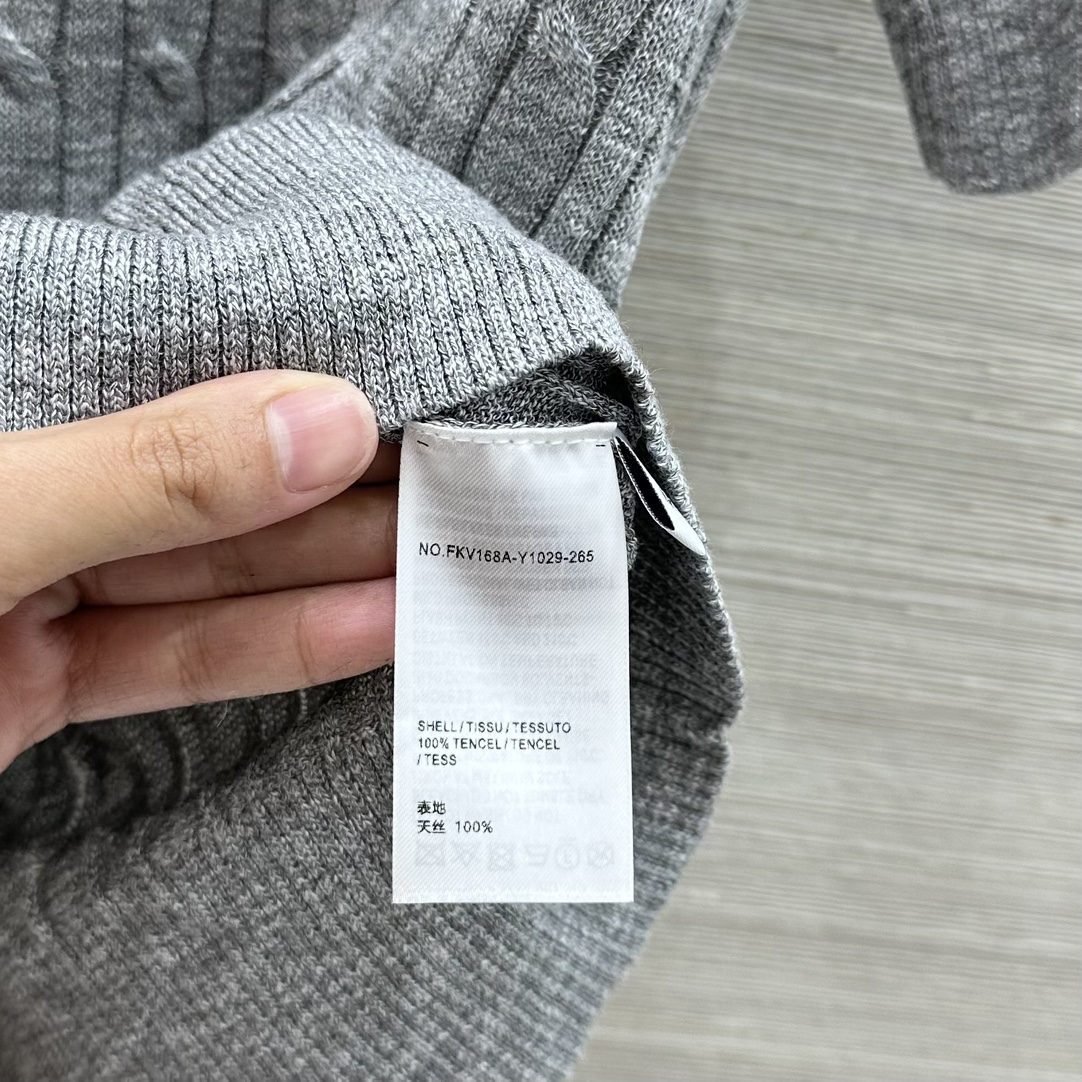 NO.FKV168A-Y1029-265
SHELL/TISSU/TESSUTO
100% TENCEL/TENCEL
/TESS
表地
天丝 100%